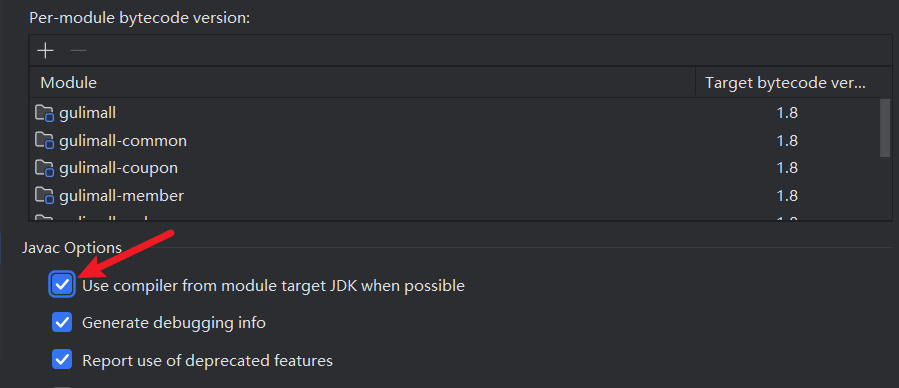 Per-module bytecode version:
Module Target bytecode ver...
gulimall 1.8
gulimall-common 1.8
gulimall-coupon 1.8
gulimall-member 1.8
Javac Options
Use compiler from module target JDK when possible
Generate debugging info
Report use of deprecated features